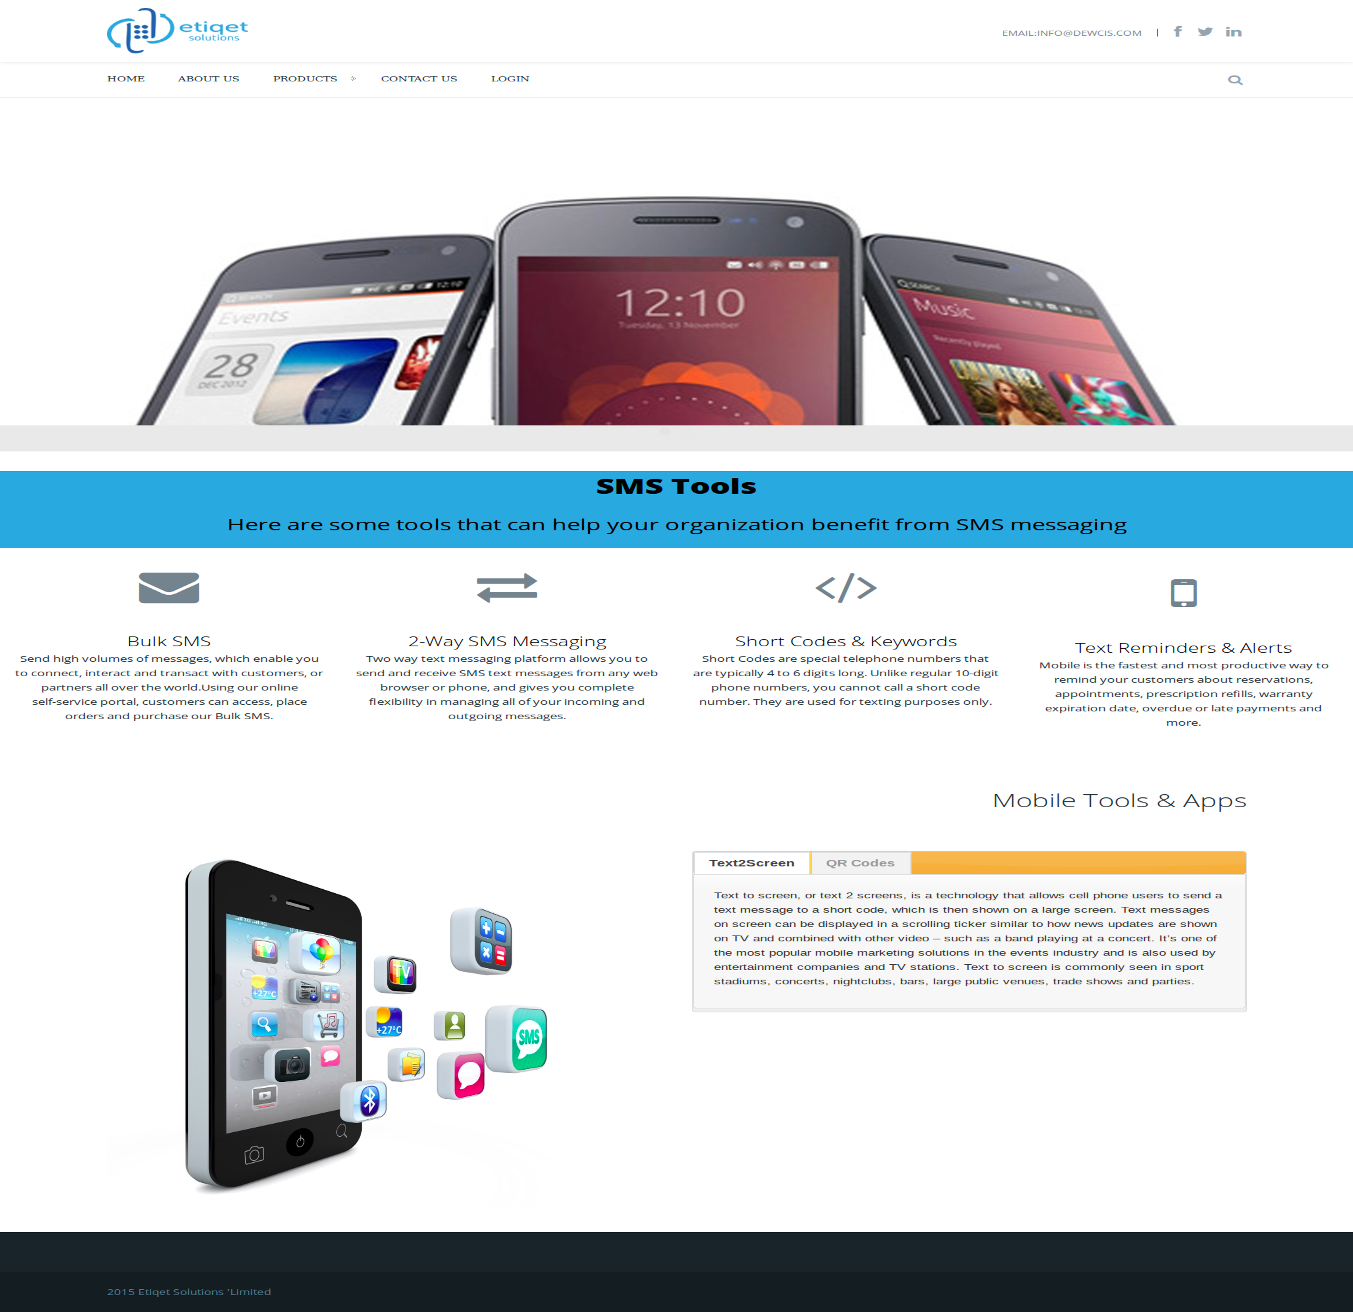 etiqet
solutions
EMAIL:INFO@DEWCIS.COM |
HOME ABOUT US PRODUCTS CONTACT US LOGIN
12:10
SEARCH
Events
28
DEC 2012
12:10
Tuesday, 13 November
SEARCH
Music
Recently played
SMS Tools
Here are some tools that can help your organization benefit from SMS messaging
Bulk SMS
Send high volumes of messages, which enable you
to connect, interact and transact with customers, or
partners all over the world.Using our online
self-service portal, customers can access, place
orders and purchase our Bulk SMS.
2-Way SMS Messaging
Two way text messaging platform allows you to
send and receive SMS text messages from any web
browser or phone, and gives you complete
flexibility in managing all of your incoming and
outgoing messages.
Short Codes & Keywords
Short Codes are special telephone numbers that
are typically 4 to 6 digits long. Unlike regular 10-digit
phone numbers, you cannot call a short code
number. They are used for texting purposes only.
Text Reminders & Alerts
Mobile is the fastest and most productive way to
remind your customers about reservations,
appointments, prescription refills, warranty
expiration date, overdue or late payments and
more.
Mobile Tools & Apps
Text2Screen QR Codes
Text to screen, or text 2 screens, is a technology that allows cell phone users to send a
text message to a short code, which is then shown on a large screen. Text messages
on screen can be displayed in a scrolling ticker similar to how news updates are shown
on TV and combined with other video – such as a band playing at a concert. It's one of
the most popular mobile marketing solutions in the events industry and is also used by
entertainment companies and TV stations. Text to screen is commonly seen in sport
stadiums, concerts, nightclubs, bars, large public venues, trade shows and parties.
TV
TV
+27°C
+27°C
SMS
2015 Etiqet Solutions 'Limited